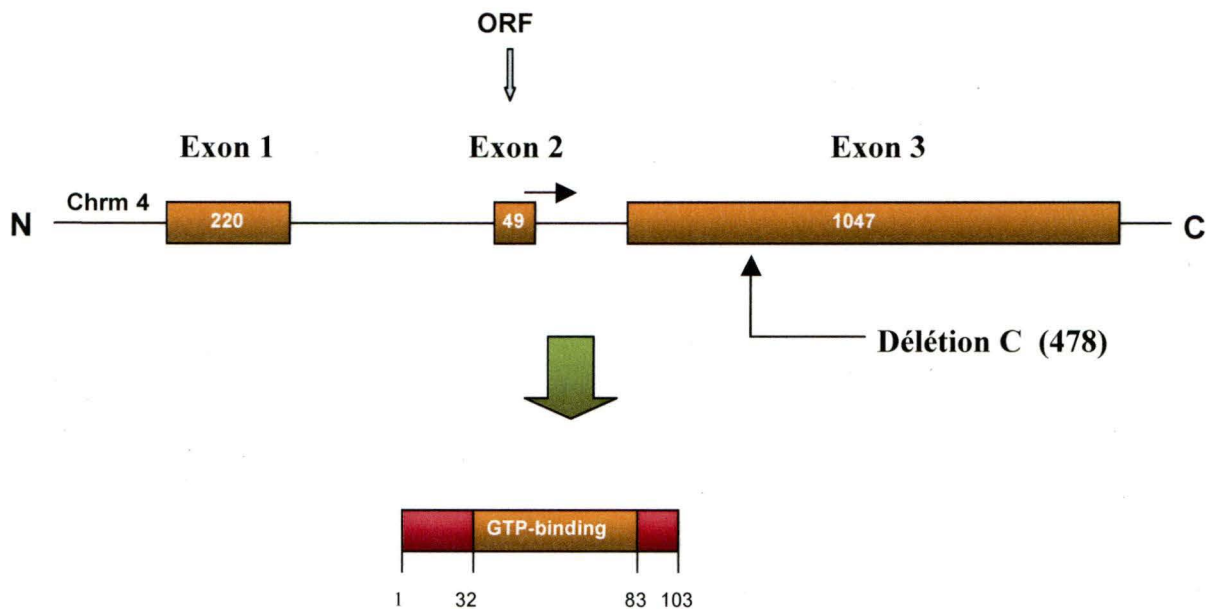 ORF
Exon 1 Exon 2 Exon 3
N Chrm 4 220 49 1047 C
Délétion C (478)
GTP-binding
1 32 83 103